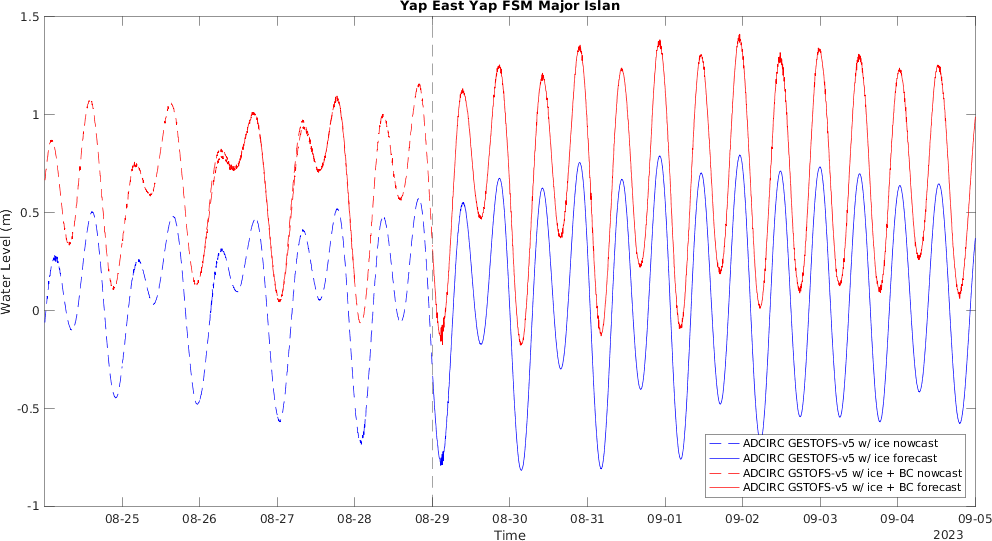 Yap East Yap FSM Major Islan
1.5
1
0.5
0
-0.5
-1
Water Level (m)
08-25 08-26 08-27 08-28 08-29 08-30 08-31 09-01 09-02 09-03 09-04 09-05
Time
2023
ADCIRC GESTOFS-v5 w/ ice nowcast
ADCIRC GESTOFS-v5 w/ ice forecast
ADCIRC GSTOFS-v5 w/ ice + BC nowcast
ADCIRC GSTOFS-v5 w/ ice + BC forecast